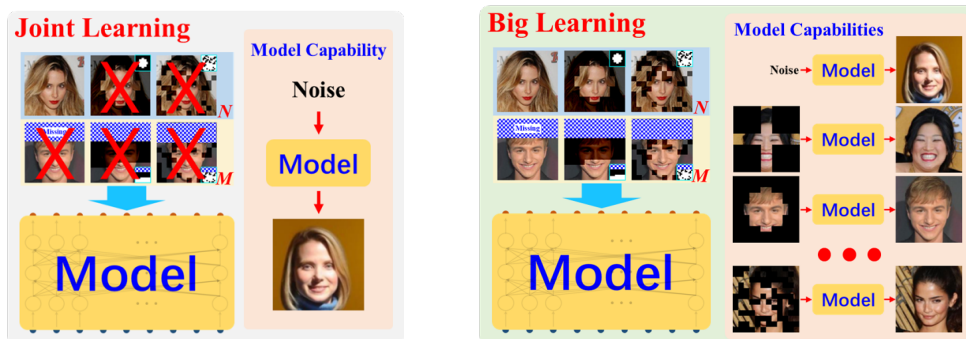 Joint Learning
Model Capability
Noise
Model
N
Missing
M
Model
Big Learning
Model Capabilities
Noise
Model
N
Missing
Model
M
Model
Model
Model